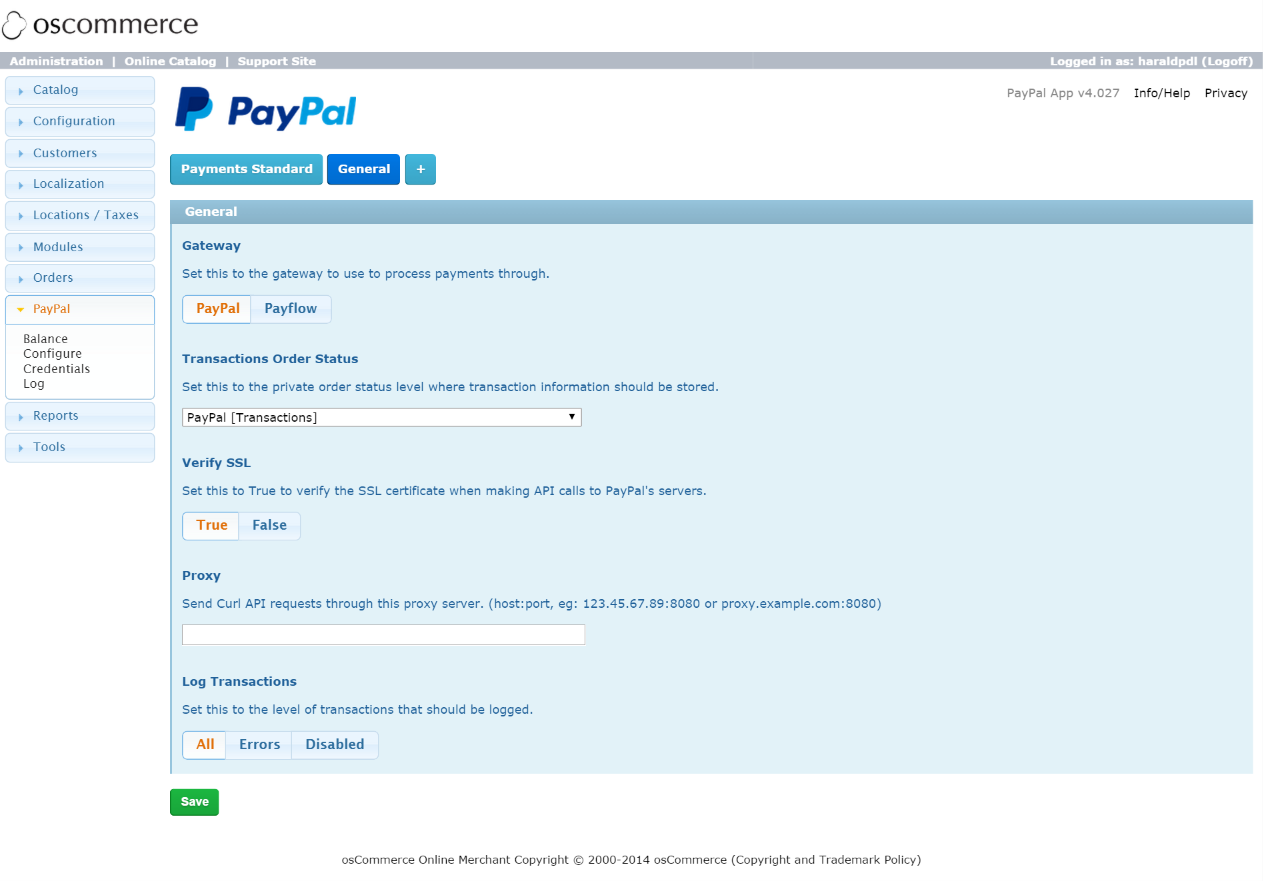 oscommerce
Administration | Online Catalog | Support Site
Logged in as: haraldpdl (Logoff)
Catalog
Configuration
Customers
Localization
Locations / Taxes
Modules
Orders
PayPal
Balance
Configure
Credentials
Log
Reports
Tools
PayPal
PayPal App v4.027 Info/Help Privacy
Payments Standard General +
General
Gateway
Set this to the gateway to use to process payments through.
PayPal Payflow
Transactions Order Status
Set this to the private order status level where transaction information should be stored.
PayPal [Transactions]
Verify SSL
Set this to True to verify the SSL certificate when making API calls to PayPal's servers.
True False
Proxy
Send Curl API requests through this proxy server. (host:port, eg: 123.45.67.89:8080 or proxy.example.com:8080)
Log Transactions
Set this to the level of transactions that should be logged.
All Errors Disabled
Save
osCommerce Online Merchant Copyright © 2000-2014 osCommerce (Copyright and Trademark Policy)